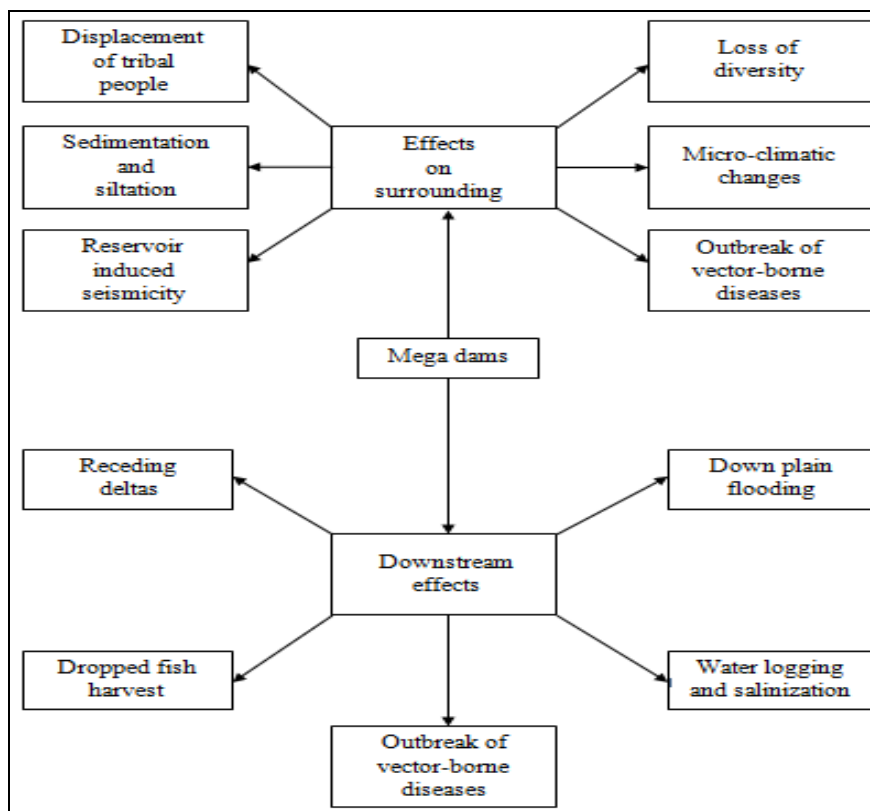 Displacement
of tribal
people
Loss of
diversity
Sedimentation
and
siltation
Effects
on
surrounding
Micro-climatic
changes
Reservoir
induced
seismicity
Outbreak of
vector-borne
diseases
Mega dams
Receding
deltas
Down plain
flooding
Downstream
effects
Dropped fish
harvest
Water logging
and salinization
Outbreak of
vector-borne
diseases